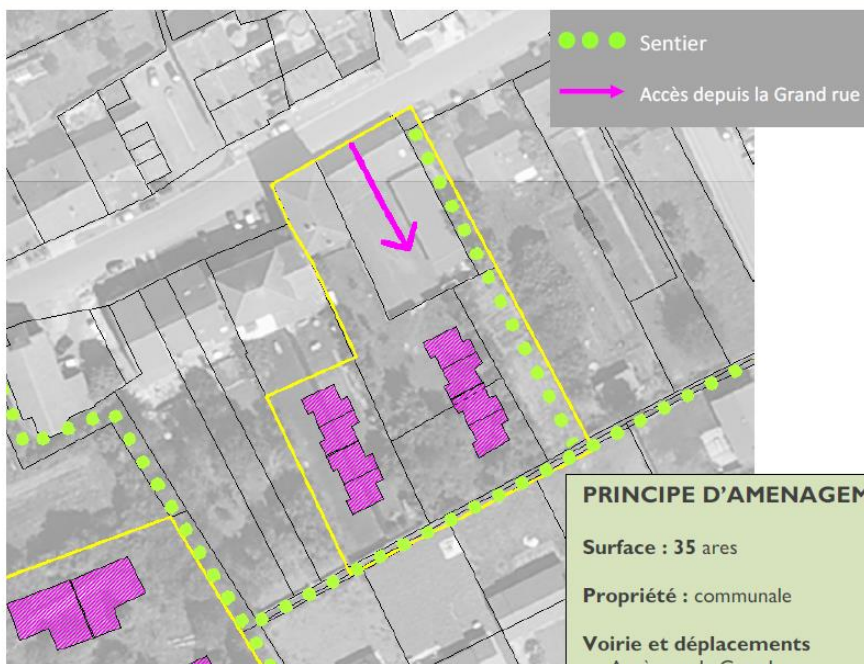 Sentier
Accès depuis la Grand rue
PRINCIPE D'AMENAGEM
Surface : 35 ares
Propriété : communale
Voirie et déplacements